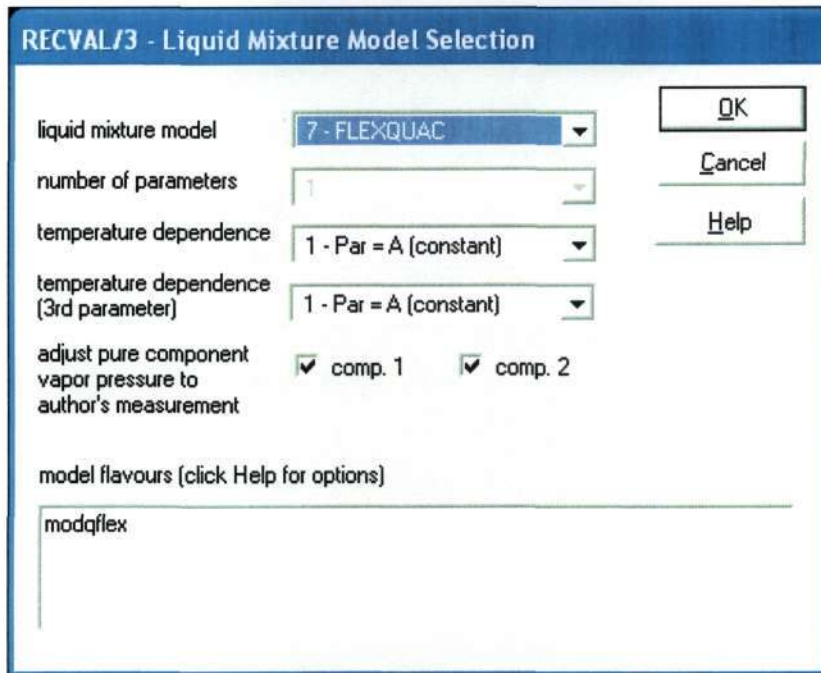 RECVAL/3 - Liquid Mixture Model Selection
liquid mixture model
7 - FLEXQUAC
OK
number of parameters
1
Cancel
temperature dependence
1 - Par = A (constant)
Help
temperature dependence
(3rd parameter)
1 - Par = A (constant)
adjust pure component
vapor pressure to
author's measurement
comp. 1
comp. 2
model flavours (click Help for options)
modqflex